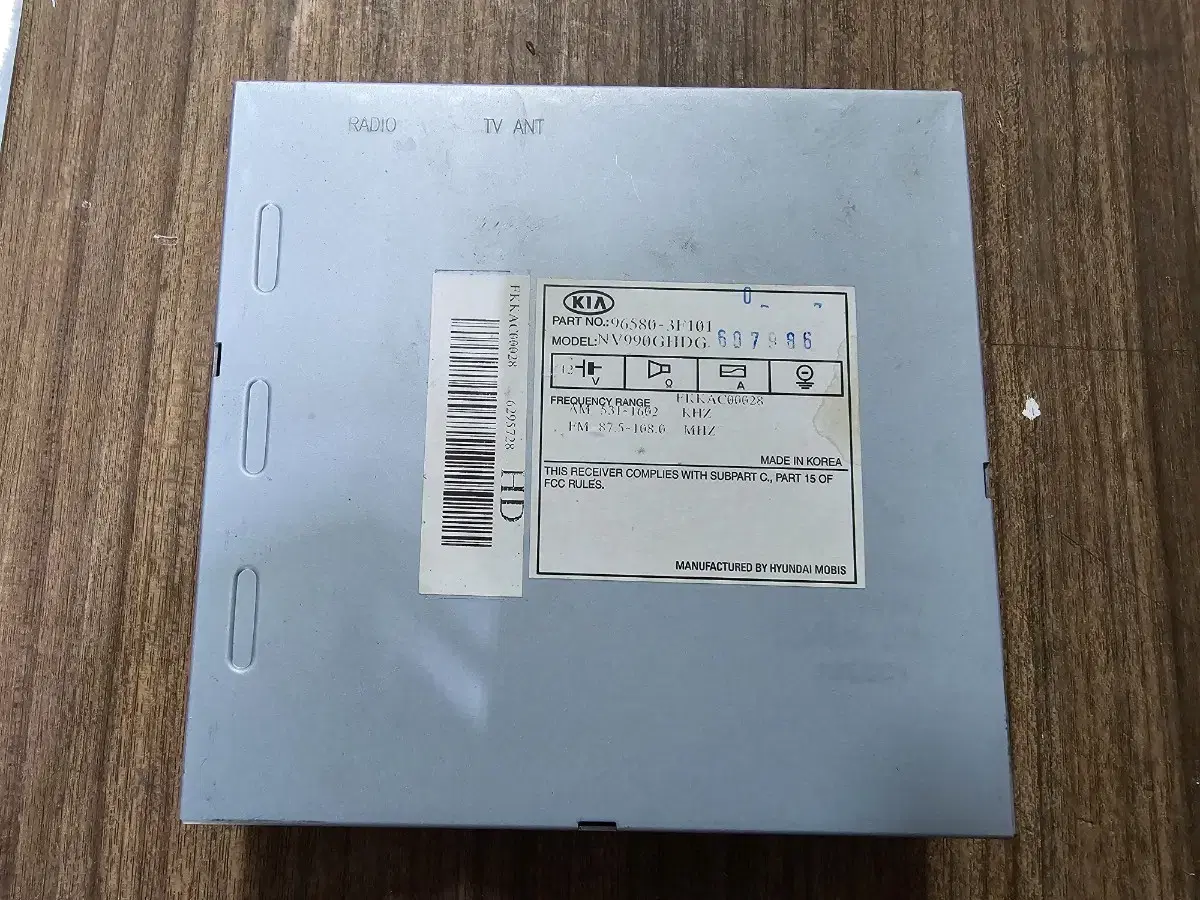 RADIO TV ANT
KIA
PART NO.:96580-3F101
MODEL:NV990GHDG.
12 V Ω A
FREQUENCY RANGE FKKAC00028
AM 531-1602 KHZ
FM 87.5-108.0 MHZ
MADE IN KOREA
THIS RECEIVER COMPLIES WITH SUBPART C., PART 15 OF
FCC RULES.
MANUFACTURED BY HYUNDAI MOBIS
FKKAC00028 6295728 HD